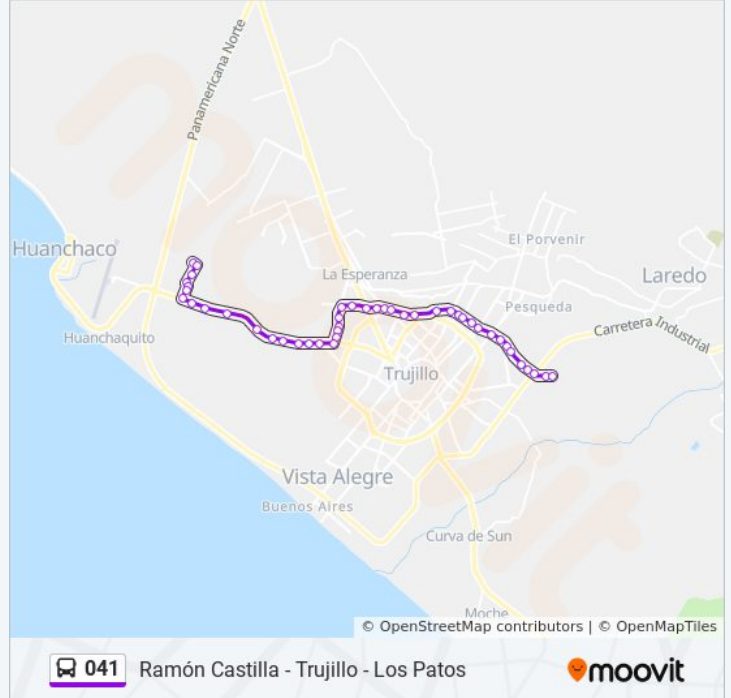 Panamericana Norte
Huanchaco
El Porvenir
La Esperanza
Laredo
Pesqueda
Carretera Industrial
Huanchaquito
Trujillo
Vista Alegre
Buenos Aires
Curva de Sun
Moche
© OpenStreetMap contributors | © OpenMapTiles
041 Ramón Castilla - Trujillo - Los Patos
moovit